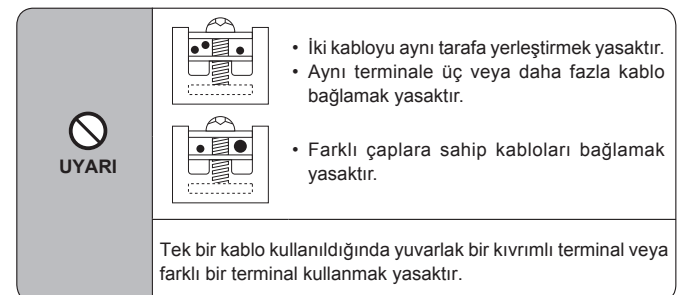 UYARI
• İki kabloyu aynı tarafa yerleştirmek yasaktır.
• Aynı terminale üç veya daha fazla kablo
bağlamak yasaktır.
• Farklı çaplara sahip kabloları bağlamak
yasaktır.
Tek bir kablo kullanıldığında yuvarlak bir kıvrımlı terminal veya
farklı bir terminal kullanmak yasaktır.